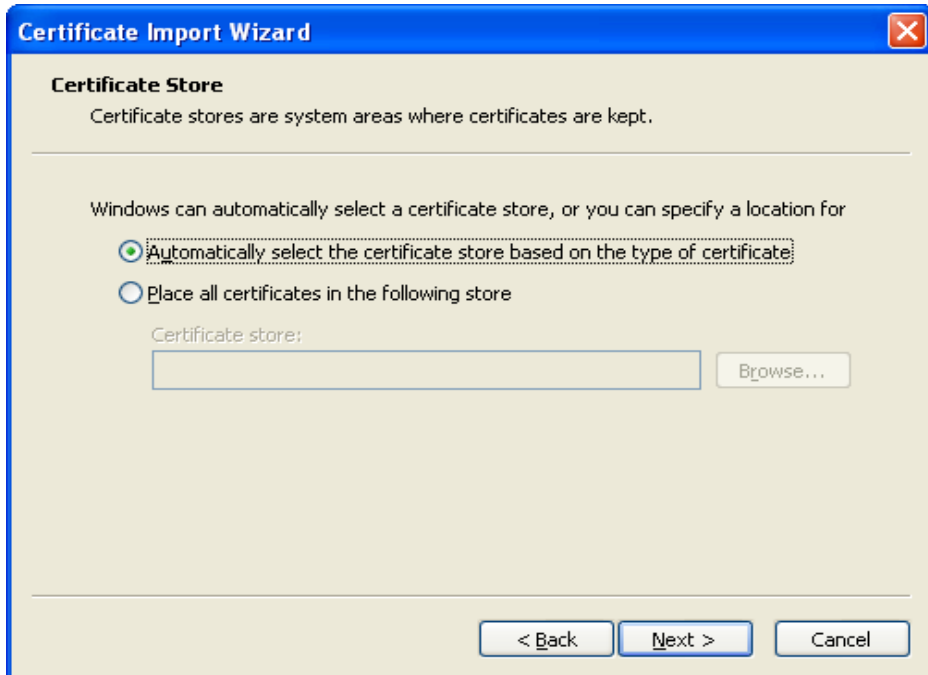 Certificate Import Wizard
Certificate Store
Certificate stores are system areas where certificates are kept.
Windows can automatically select a certificate store, or you can specify a location for
Automatically select the certificate store based on the type of certificate
Place all certificates in the following store
Certificate store:
Browse...
< Back Next > Cancel